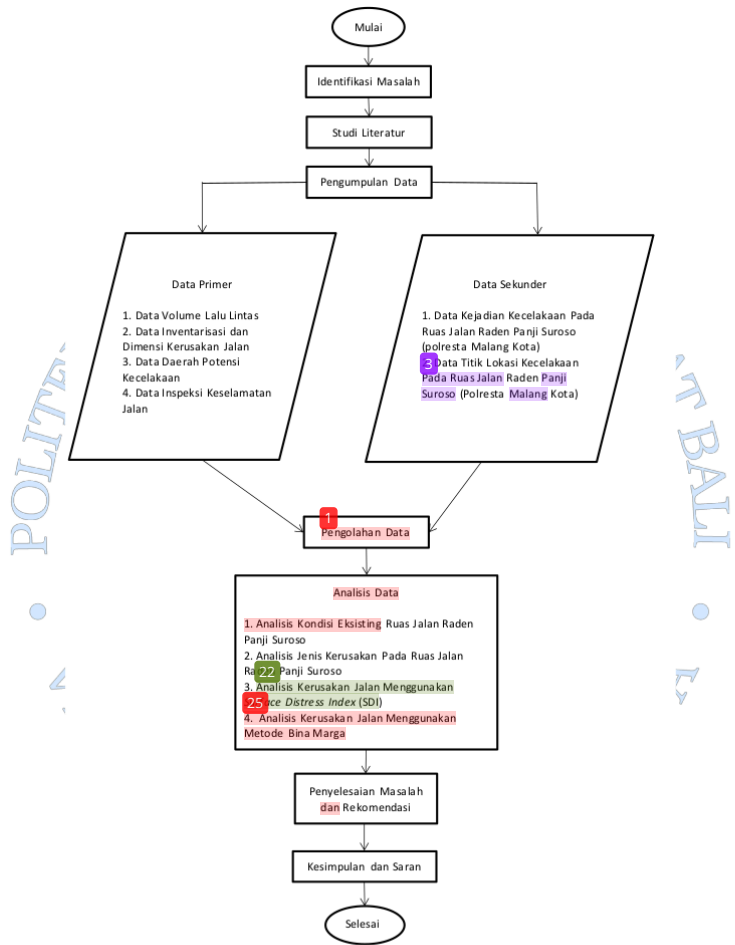 Mulai
Identifikasi Masalah
Studi Literatur
Pengumpulan Data
Data Primer
1. Data Volume Lalu Lintas
2. Data Inventarisasi dan
Dimensi Kerusakan Jalan
3. Data Daerah Potensi
Kecelakaan
4. Data Inspeksi Keselamatan
Jalan
Data Sekunder
1. Data Kejadian Kecelakaan Pada
Ruas Jalan Raden Panji Suroso
(polresta Malang Kota)
3
Data Titik Lokasi Kecelakaan
Pada Ruas Jalan Raden Panji
Suroso (Polresta Malang Kota)
POLITE
T BALI
1
Pengolahan Data
Analisis Data
1. Analisis Kondisi Eksisting Ruas Jalan Raden
Panji Suroso
2. Analisis Jenis Kerusakan Pada Ruas Jalan
22
Panji Suroso
3. Analisis Kerusakan Jalan Menggunakan
25
Distress Index (SDI)
4. Analisis Kerusakan Jalan Menggunakan
Metode Bina Marga
Penyelesaian Masalah
dan Rekomendasi
Kesimpulan dan Saran
Selesai